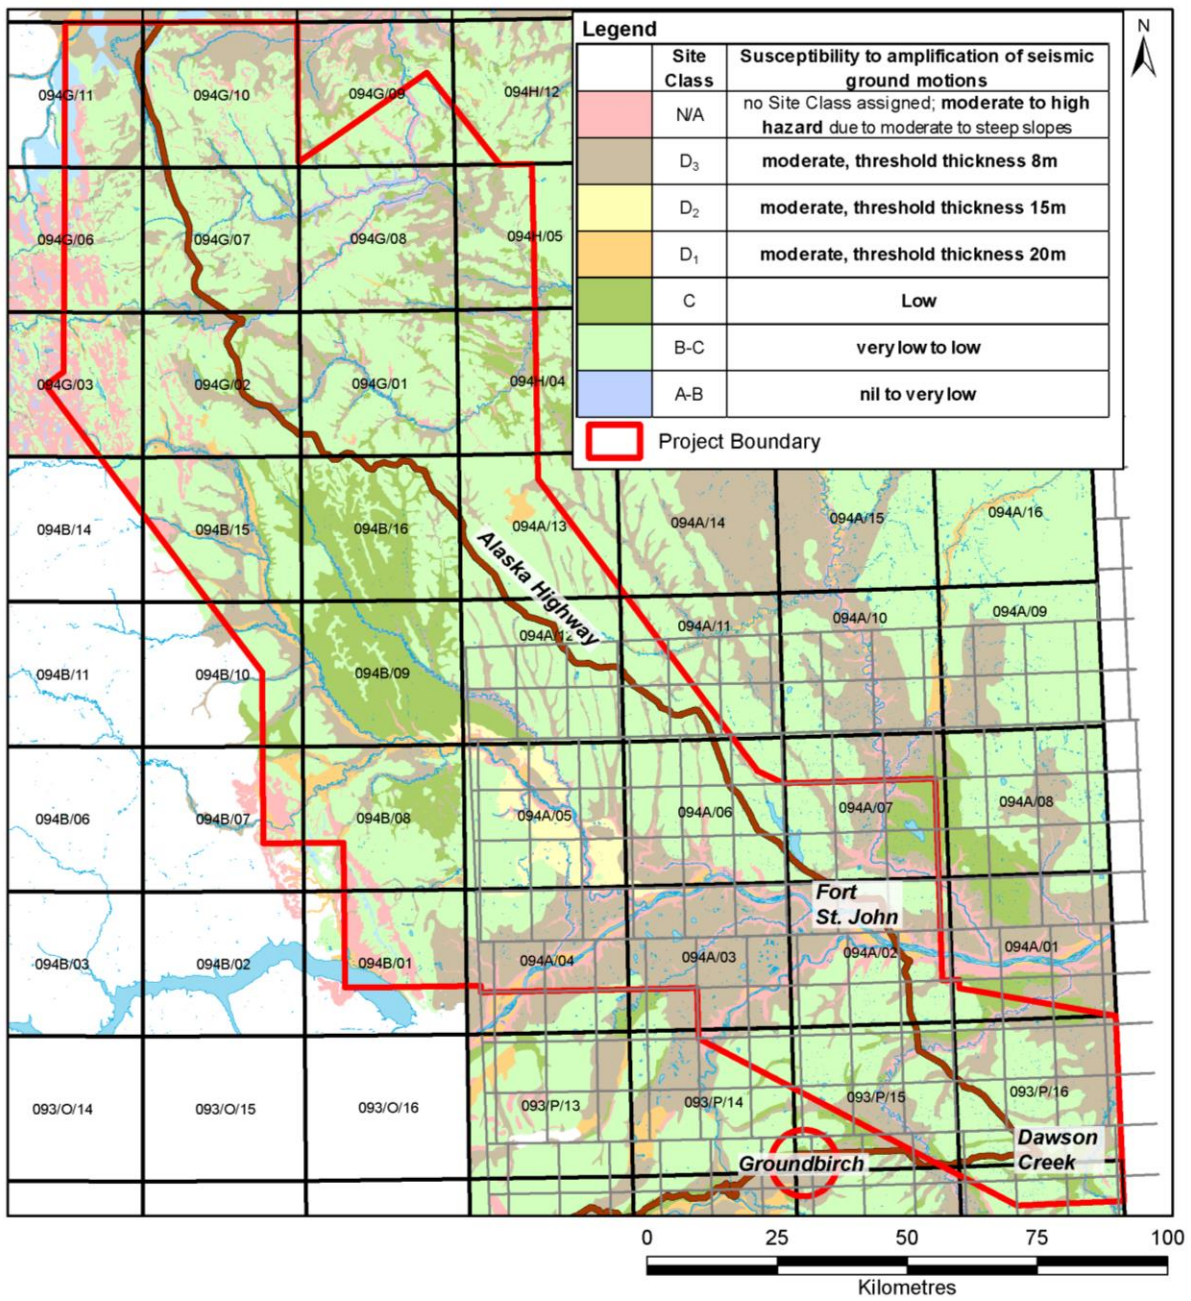 Legend
N
Site Class
Susceptibility to amplification of seismic ground motions
N/A
no Site Class assigned; moderate to high hazard due to moderate to steep slopes
D3
moderate, threshold thickness 8m
D2
moderate, threshold thickness 15m
D1
moderate, threshold thickness 20m
C
Low
B-C
very low to low
A-B
nil to very low
Project Boundary
094G/11
094G/10
094G/09
094H/12
094G/06
094G/07
094G/08
094H/05
094G/03
094G/02
094G/01
094H/04
094B/14
094B/15
094B/16
094A/13
094A/14
094A/15
094A/16
Alaska Highway
094B/11
094B/10
094B/09
094A/12
094A/11
094A/10
094A/09
094B/06
094B/07
094B/08
094A/05
094A/06
094A/07
094A/08
Fort
St. John
094B/03
094B/02
094B/01
094A/04
094A/03
094A/02
094A/01
093/O/14
093/O/15
093/O/16
093/P/13
093/P/14
093/P/15
093/P/16
Groundbirch
Dawson
Creek
0 25 50 75 100
Kilometres